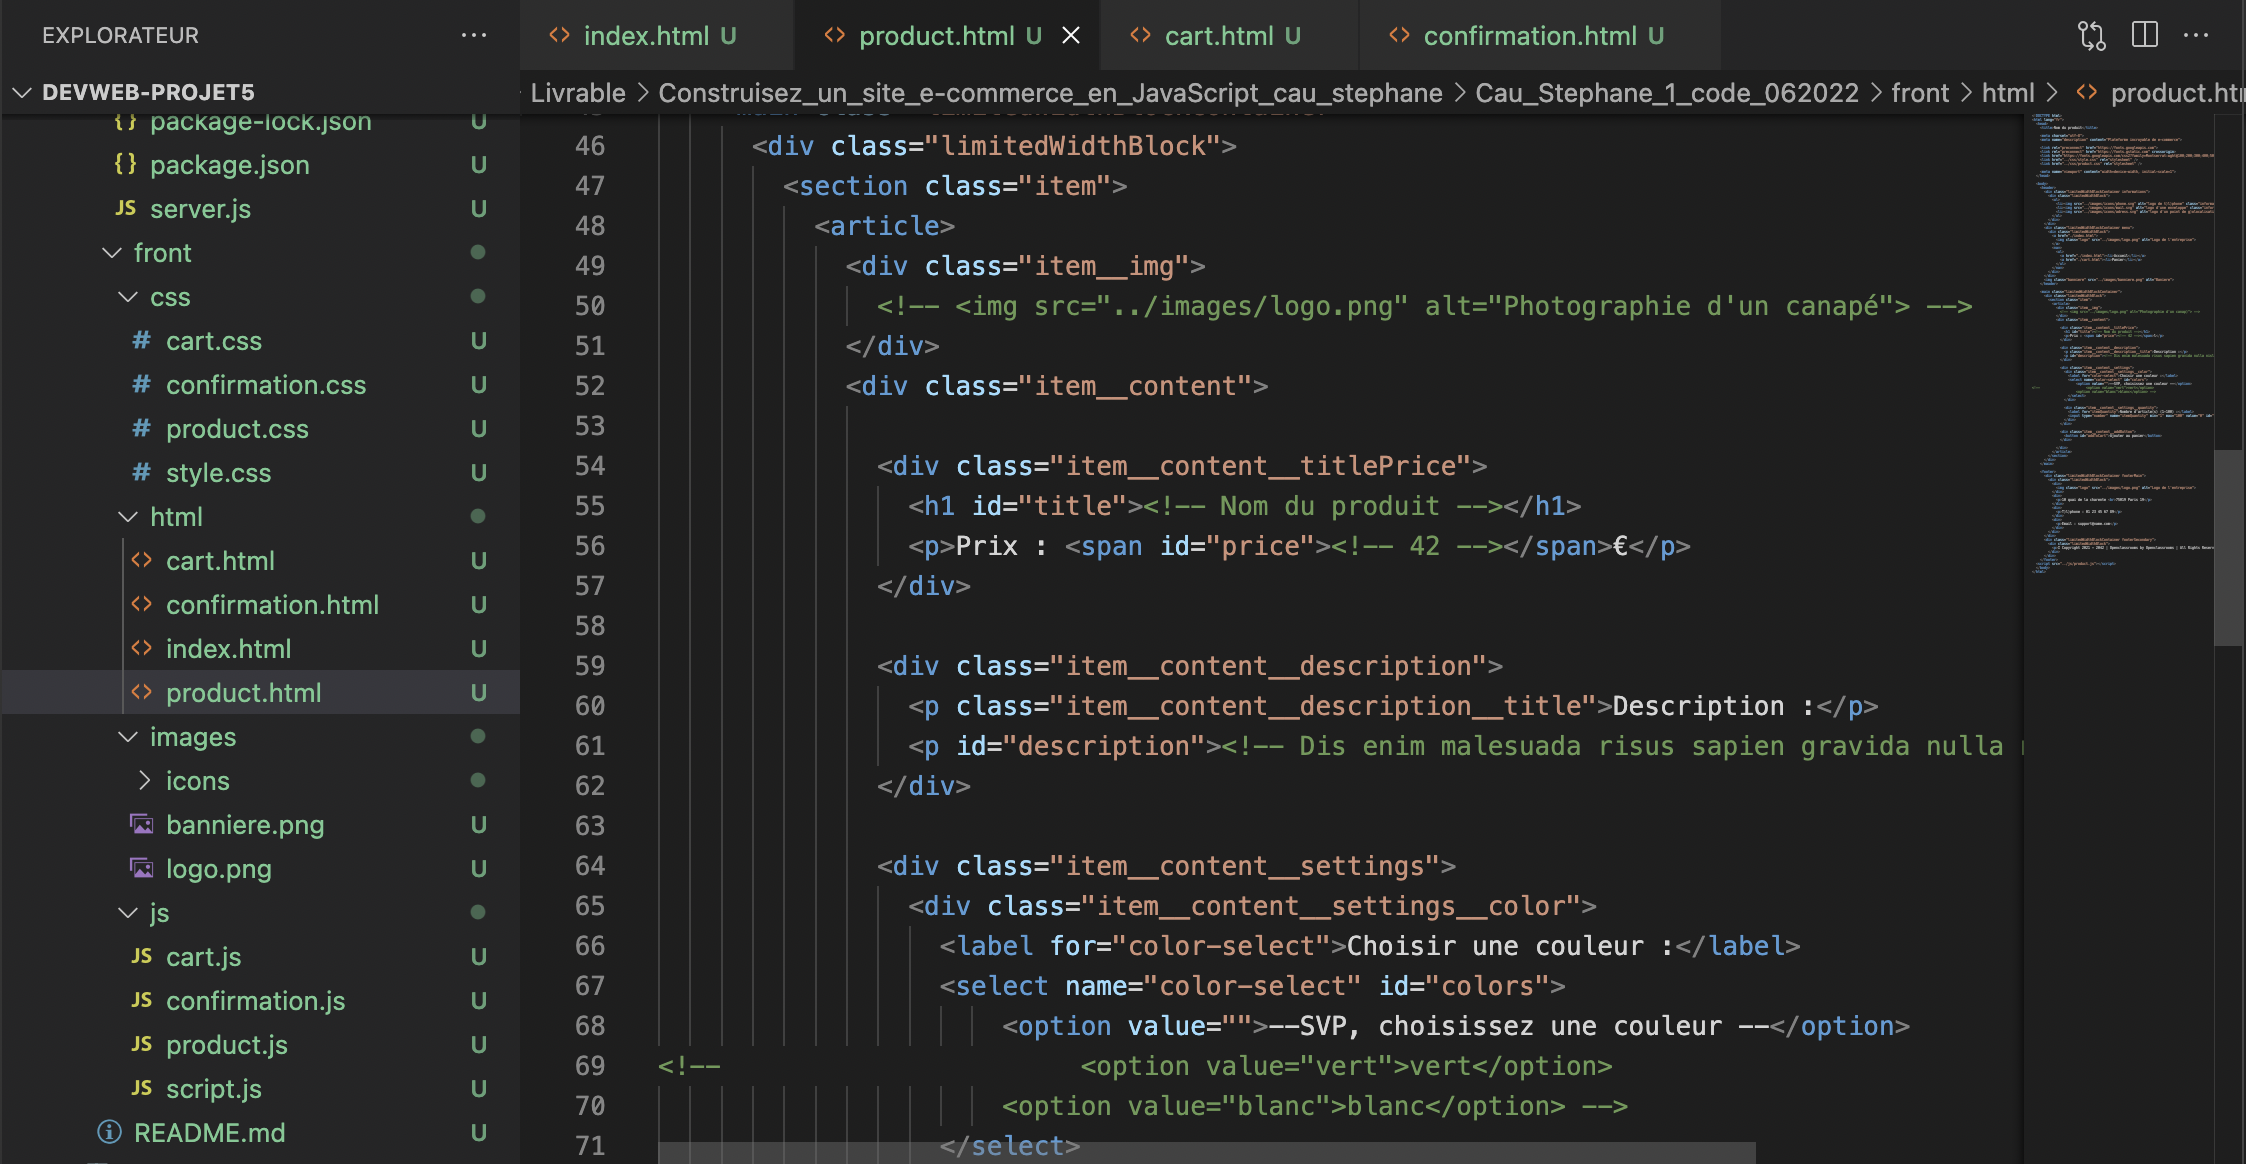 EXPLORATEUR
DEVWEB-PROJET5
{} package-lock.json U
{} package.json U
JS server.js U
front
css
# cart.css U
# confirmation.css U
# product.css U
# style.css U
html
<> cart.html U
<> confirmation.html U
<> index.html U
<> product.html U
images
icons
banniere.png U
logo.png U
js
JS cart.js U
JS confirmation.js U
JS product.js U
JS script.js U
README.md U
<> index.html U <> product.html U <> cart.html U <> confirmation.html U
Livrable > Construisez_un_site_e-commerce_en_JavaScript_cau_stephane > Cau_Stephane_1_code_062022 > front > html > <> product.htm
46 <div class="limitedWidthBlock">
47 <section class="item">
48 <article>
49 <div class="item__img">
50 <!-- <img src="../images/logo.png" alt="Photographie d'un canapé"> -->
51 </div>
52 <div class="item__content">
53
54 <div class="item__content__titlePrice">
55 <h1 id="title"><!-- Nom du produit --></h1>
56 <p>Prix : <span id="price"><!-- 42 --></span>€</p>
57 </div>
58
59 <div class="item__content__description">
60 <p class="item__content__description__title">Description :</p>
61 <p id="description"><!-- Dis enim malesuada risus sapien gravida nulla
62 </div>
63
64 <div class="item__content__settings">
65 <div class="item__content__settings__color">
66 <label for="color-select">Choisir une couleur :</label>
67 <select name="color-select" id="colors">
68 <option value="">--SVP, choisissez une couleur --</option>
69 <!-- <option value="vert">vert</option>
70 <option value="blanc">blanc</option> -->
71 </select>